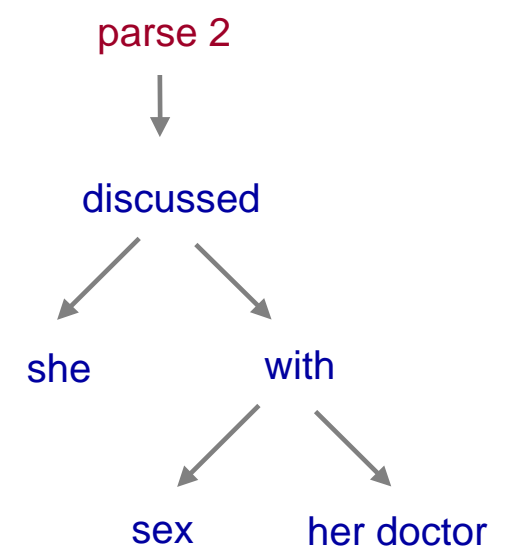 parse 2
discussed
she with
sex her doctor